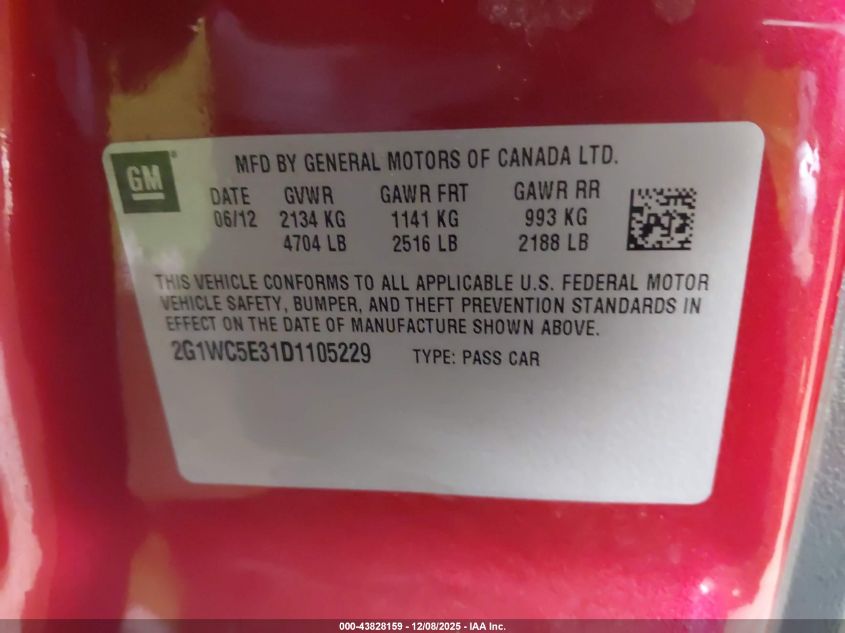 GM
MFD BY GENERAL MOTORS OF CANADA LTD.
DATE GVWR GAWR FRT GAWR RR
06/12 2134 KG 1141 KG 993 KG
4704 LB 2516 LB 2188 LB
THIS VEHICLE CONFORMS TO ALL APPLICABLE U.S. FEDERAL MOTOR
VEHICLE SAFETY, BUMPER, AND THEFT PREVENTION STANDARDS IN
EFFECT ON THE DATE OF MANUFACTURE SHOWN ABOVE.
2G1WC5E31D1105229 TYPE: PASS CAR
000-43828159 - 12/08/2025 - IAA Inc.